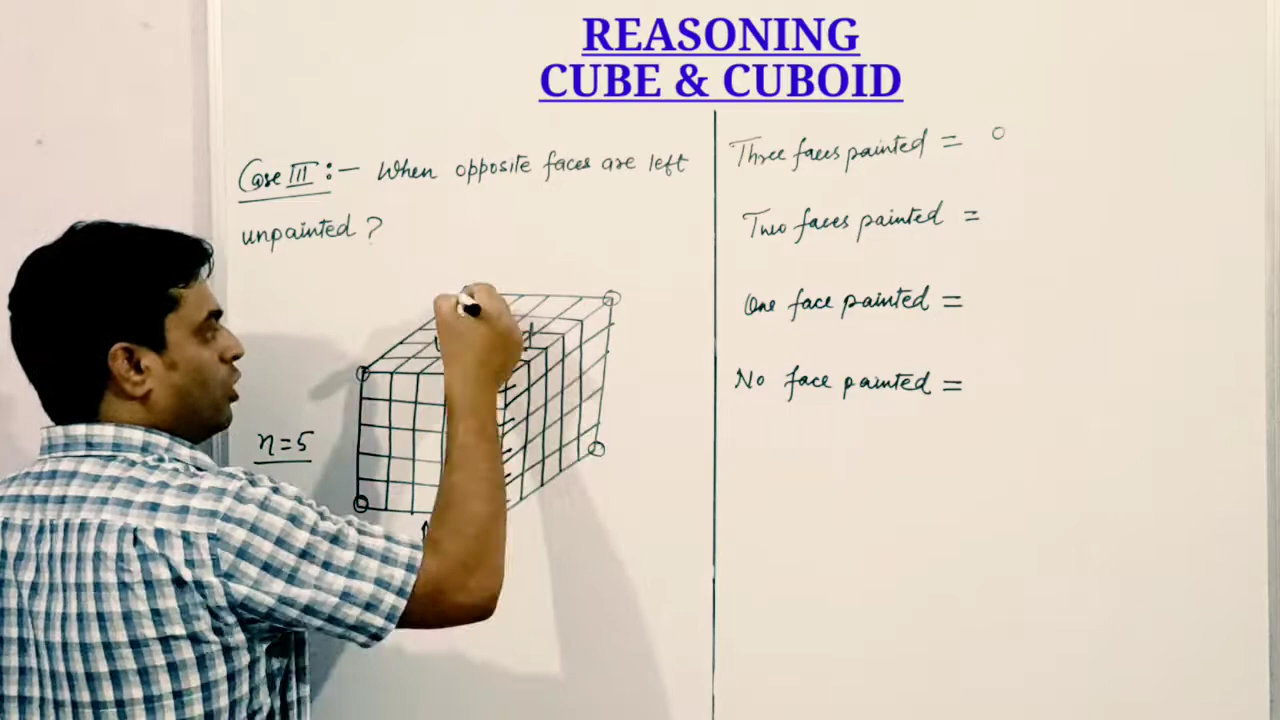 REASONING
CUBE & CUBOID
Case III :- When opposite faces are left
unpainted ?
n=5
Three faces painted = 0
Two faces painted =
One face painted =
No face painted =